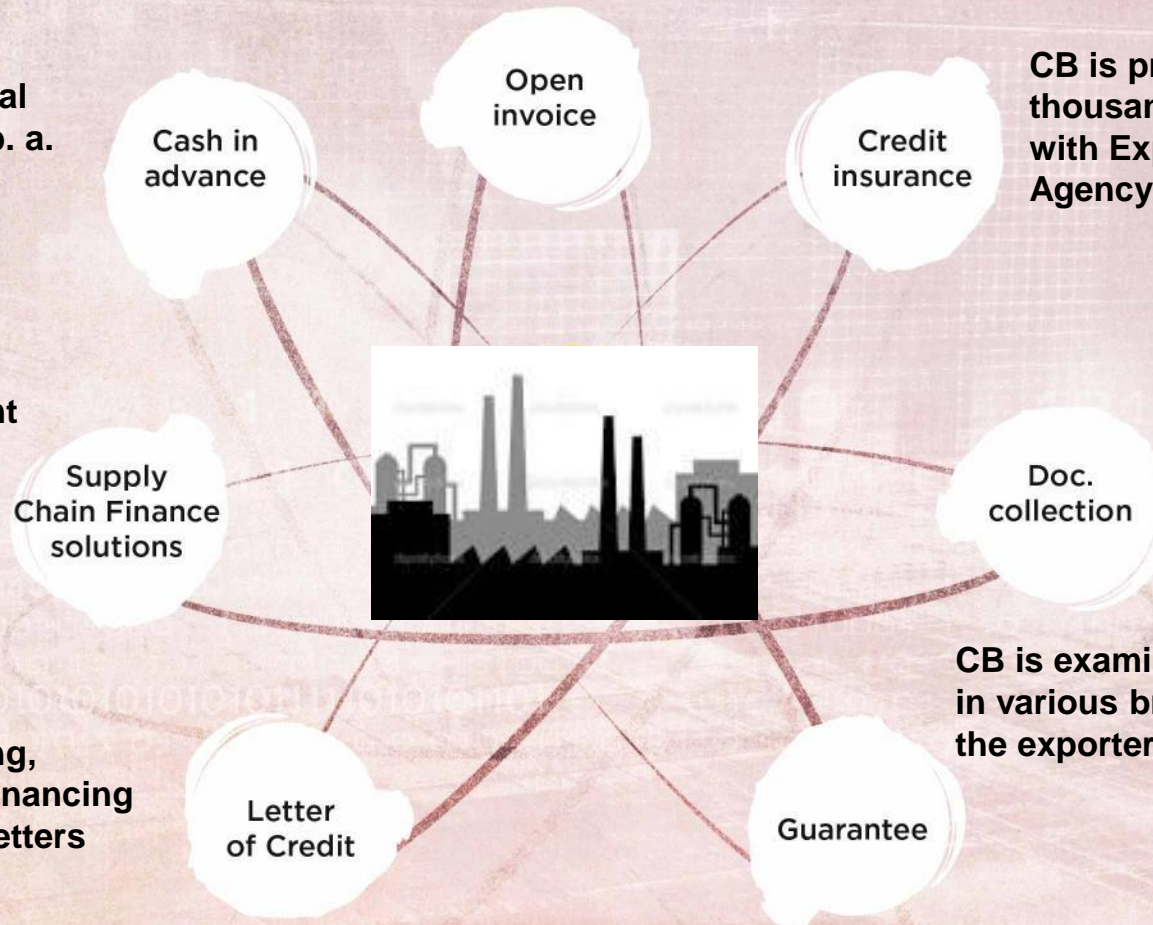 Open
invoice
al
o. a.
Cash in
advance
Credit
insurance
CB is pr
thousan
with Ex
Agency
nt
Supply
Chain Finance
solutions
Doc.
collection
CB is exami
in various b
the exporter
ng,
inancing
etters
Letter
of Credit
Guarantee